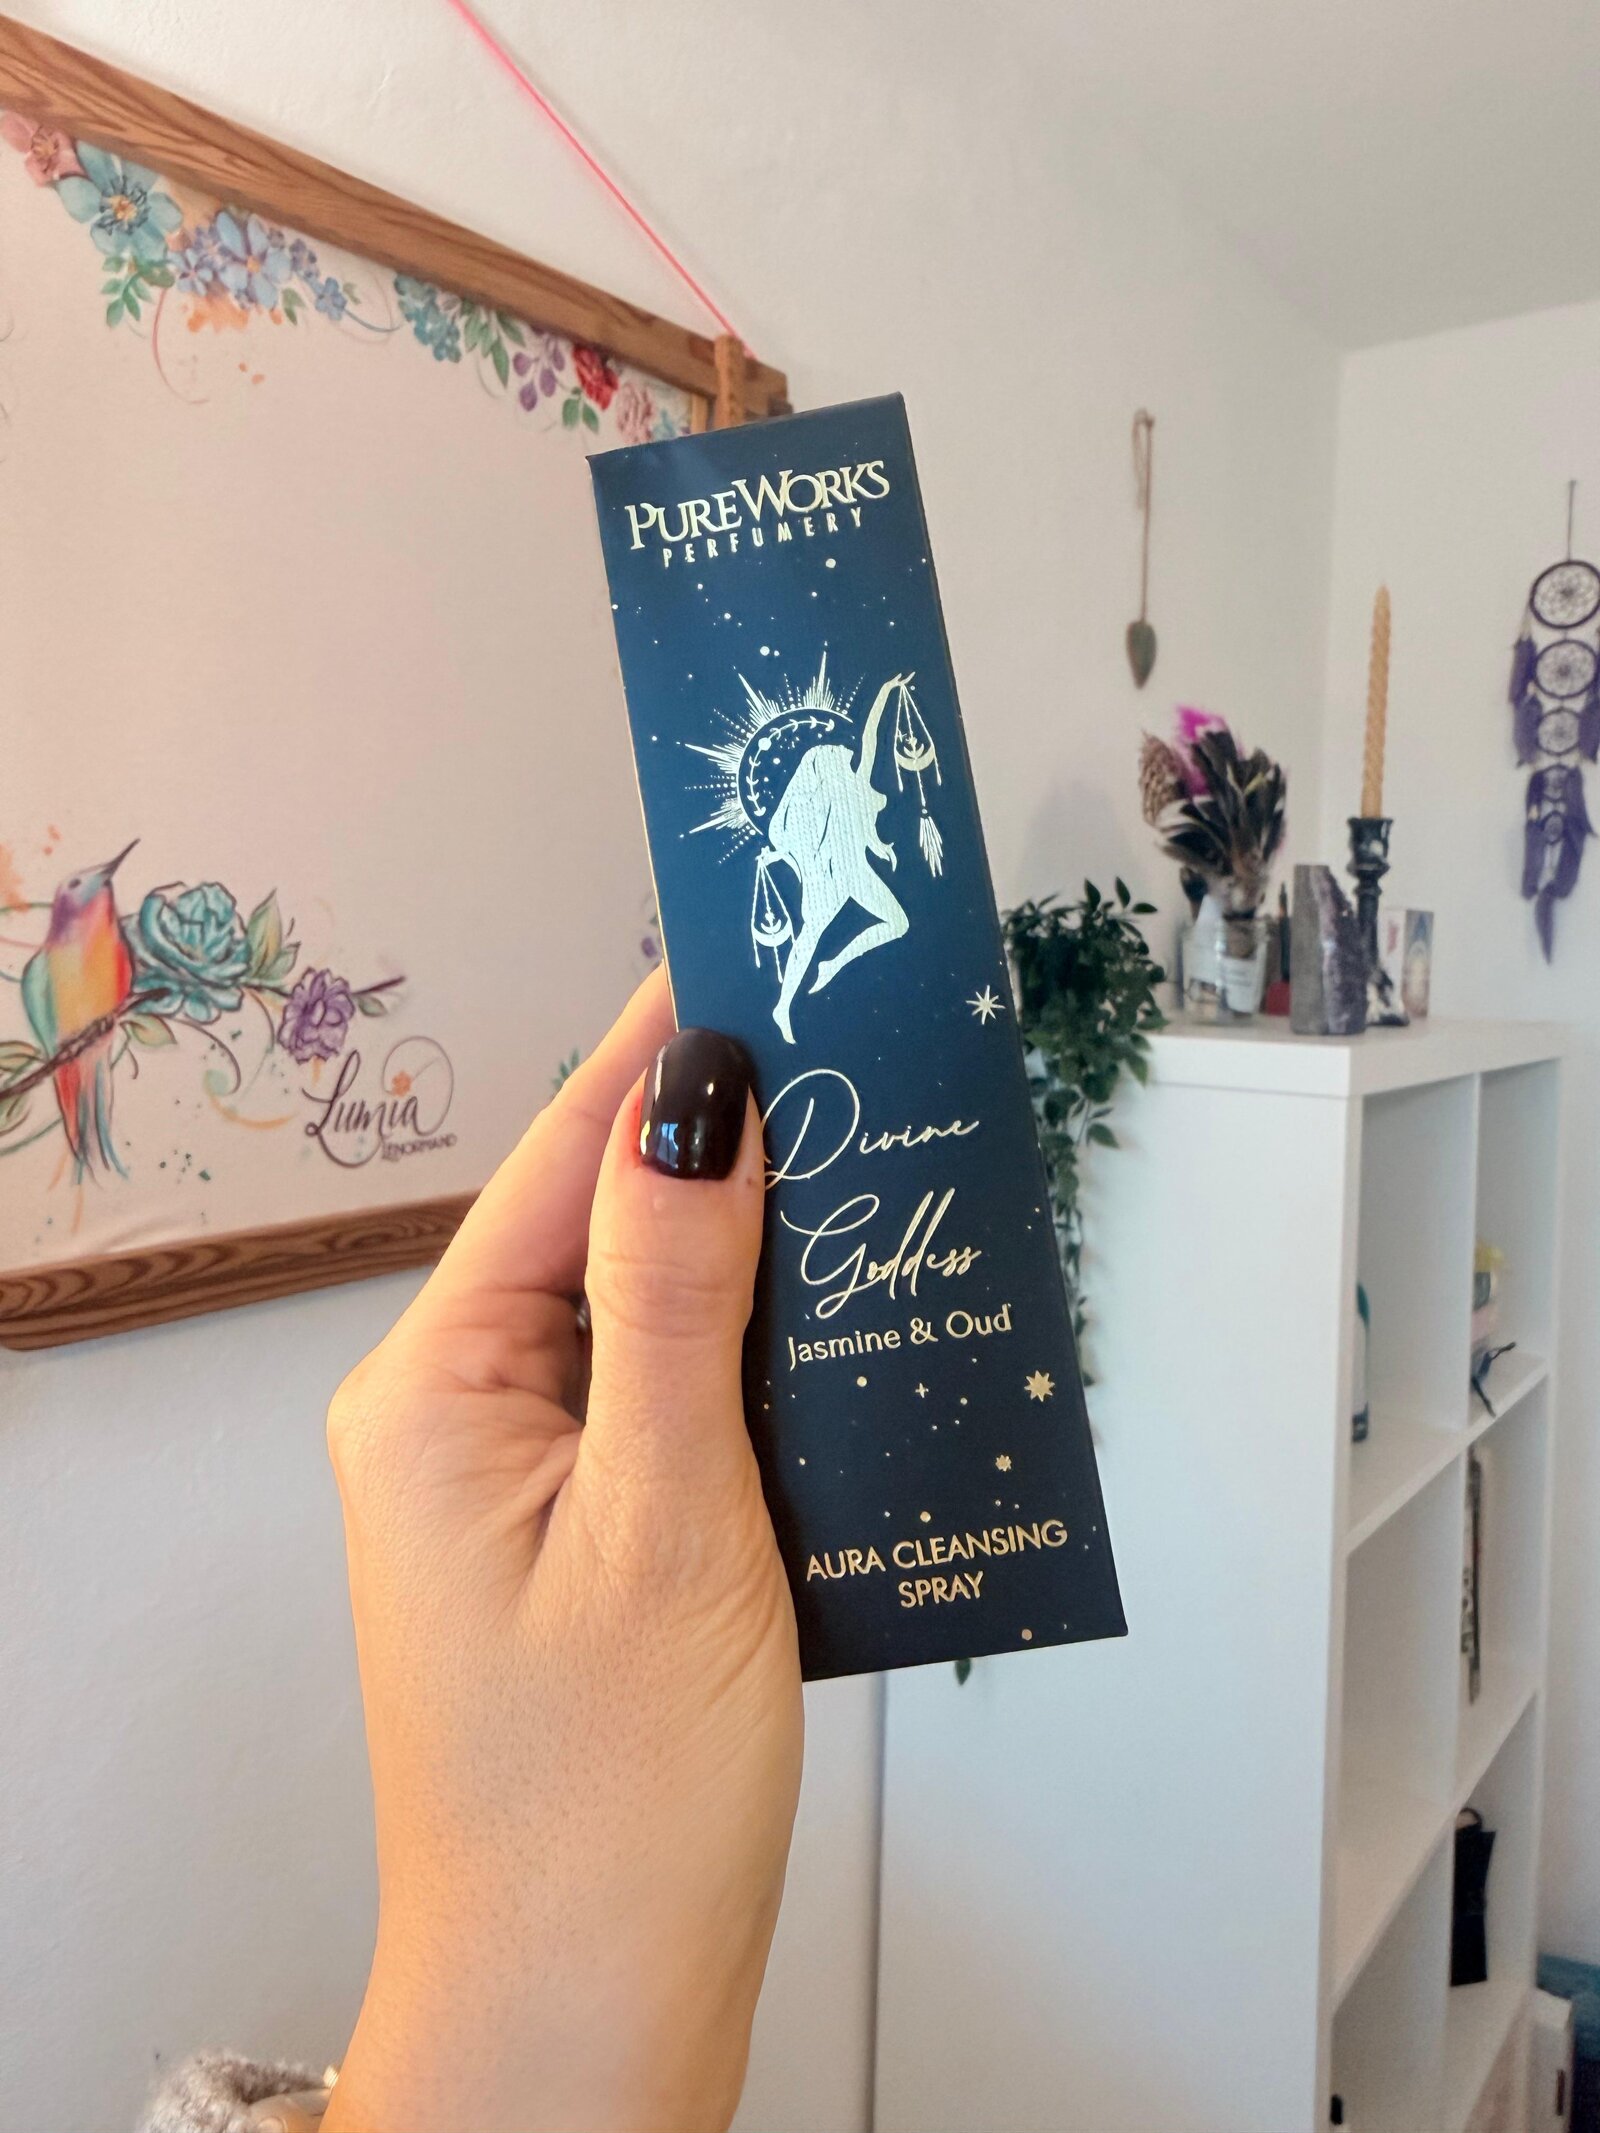 PUREWORKS
PERFUMERY
Divine
Goddess
Jasmine & Oud
AURA CLEANSING
SPRAY
Lumia
LENORMAND